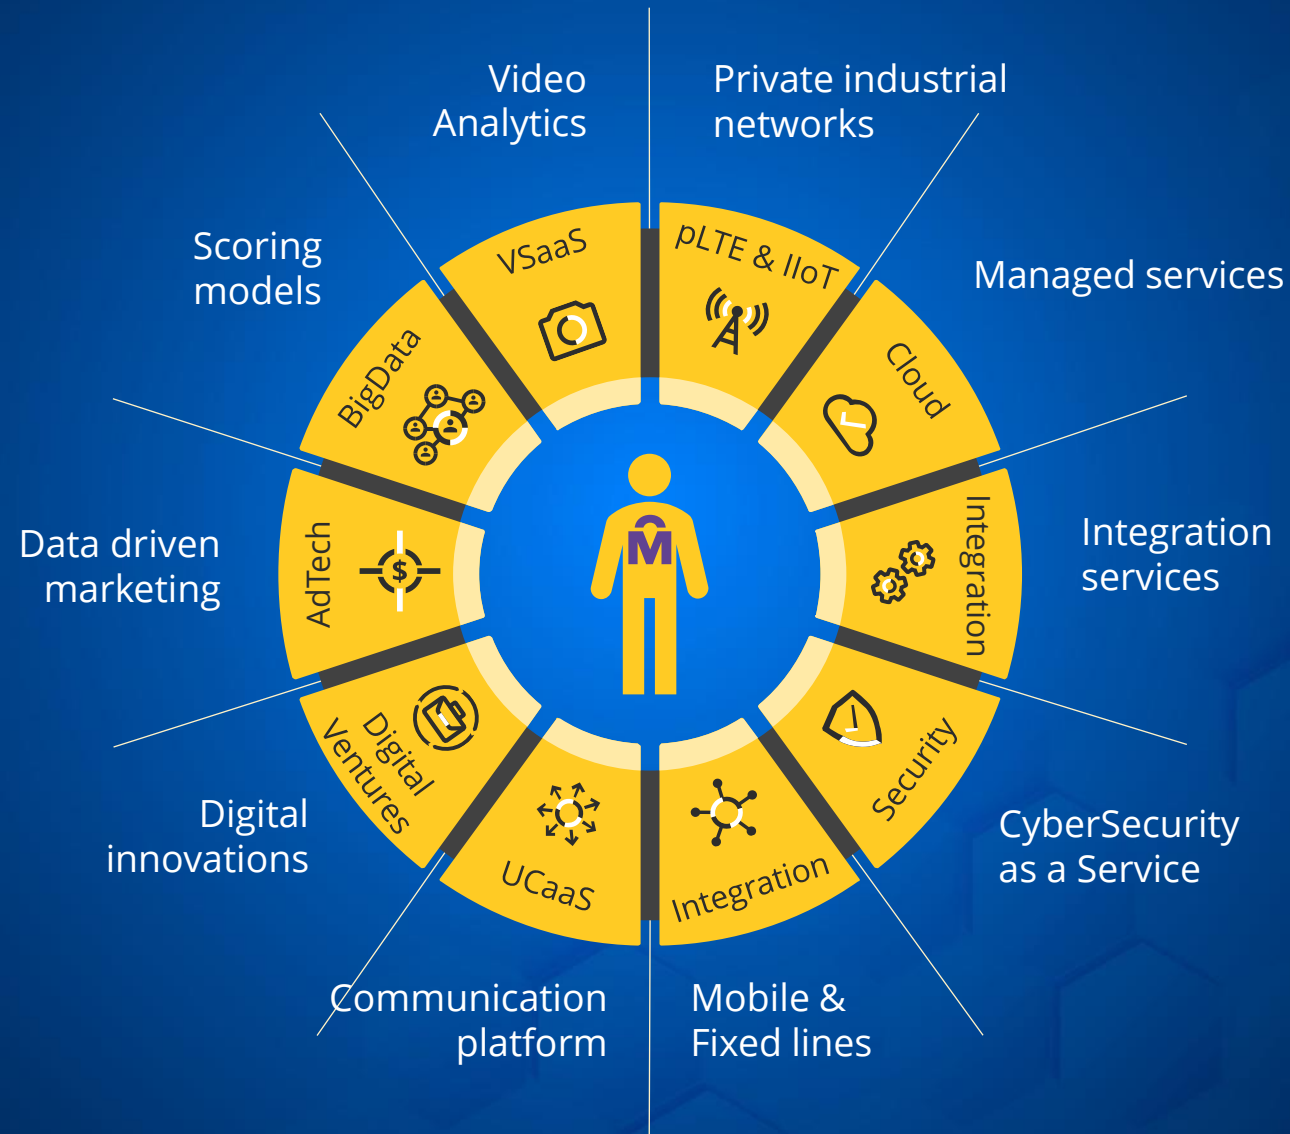 Video
Analytics
Private industrial
networks
Scoring
models
Managed services
VSaaS
pLTE & IIoT
BigData
Cloud
Data driven
marketing
AdTech
$
M
Integration
Integration
services
Digital
Ventures
Security
Digital
innovations
UCaaS
Integration
CyberSecurity
as a Service
Communication
platform
Mobile &
Fixed lines